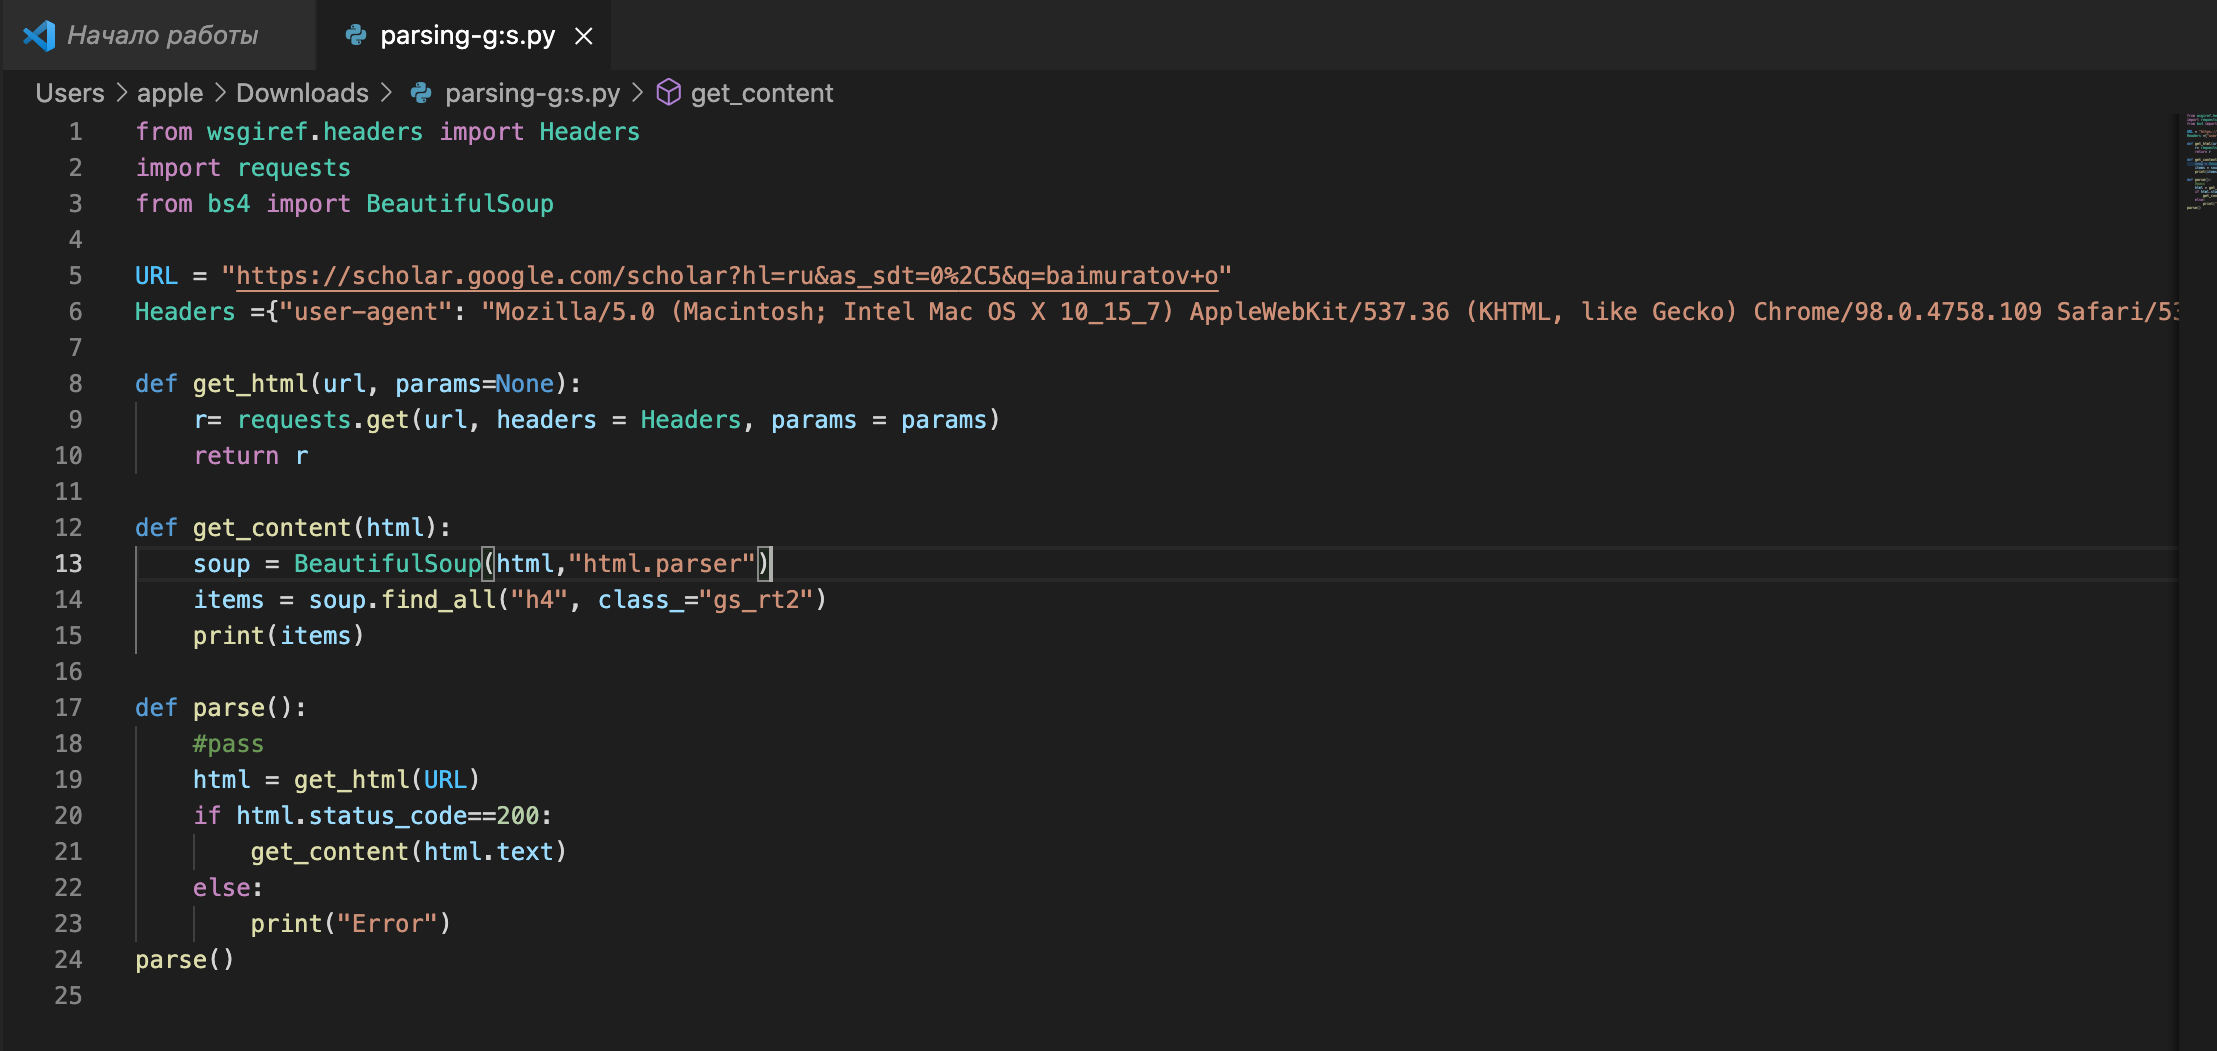 Начало работы
parsing-g:s.py
Users > apple > Downloads > parsing-g:s.py > get_content
1 from wsgiref.headers import Headers
2 import requests
3 from bs4 import BeautifulSoup
4
5 URL = "https://scholar.google.com/scholar?hl=ru&as_sdt=0%2C5&q=baimuratov+o"
6 Headers ={"user-agent": "Mozilla/5.0 (Macintosh; Intel Mac OS X 10_15_7) AppleWebKit/537.36 (KHTML, like Gecko) Chrome/98.0.4758.109 Safari/53
7
8 def get_html(url, params=None):
9 r= requests.get(url, headers = Headers, params = params)
10 return r
11
12 def get_content(html):
13 soup = BeautifulSoup(html,"html.parser")
14 items = soup.find_all("h4", class_="gs_rt2")
15 print(items)
16
17 def parse():
18 #pass
19 html = get_html(URL)
20 if html.status_code==200:
21 get_content(html.text)
22 else:
23 print("Error")
24 parse()
25